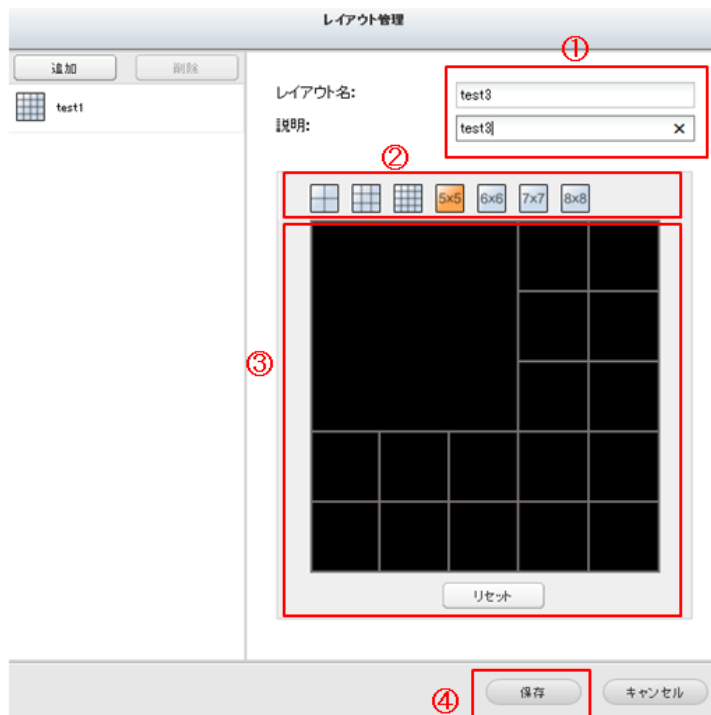 レイアウト管理
①
追加 削除
test1
レイアウト名: test3
説明: test3
②
5x5 6x6 7x7 8x8
③
リセット
④ 保存 キャンセル